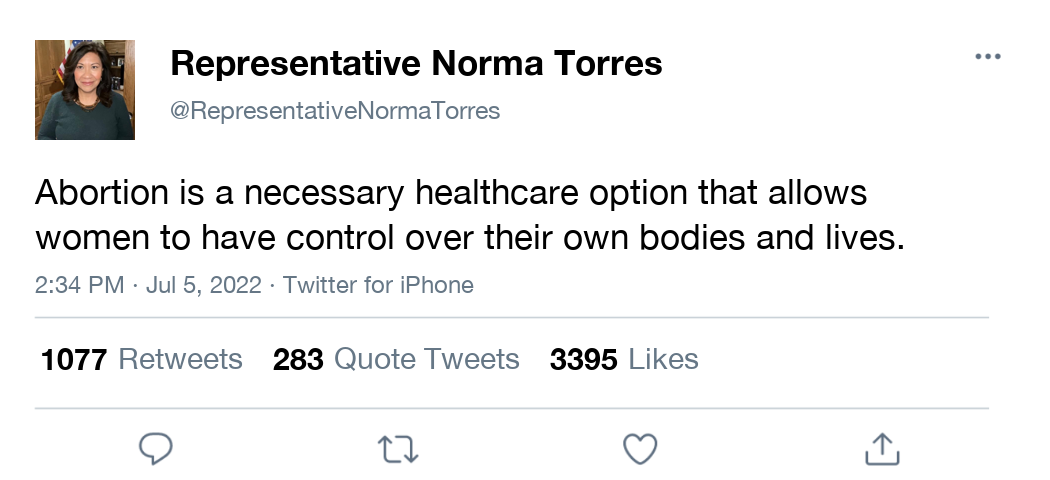 Representative Norma Torres
@RepresentativeNormaTorres
Abortion is a necessary healthcare option that allows
women to have control over their own bodies and lives.
2:34 PM · Jul 5, 2022 · Twitter for iPhone
1077 Retweets 283 Quote Tweets 3395 Likes